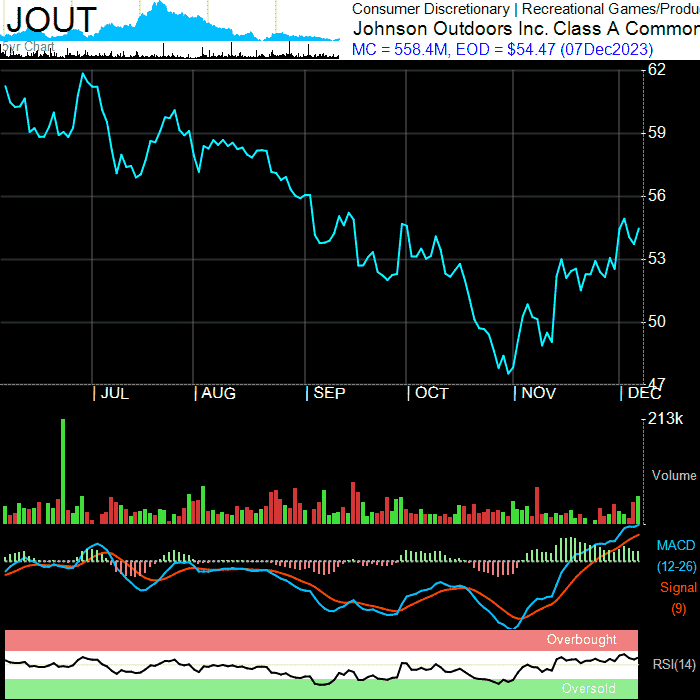 JOUT
5yr Chart
Consumer Discretionary | Recreational Games/Produ
Johnson Outdoors Inc. Class A Common
MC = 558.4M, EOD = $54.47 (07Dec2023)
62
59
56
53
50
47
JUL AUG SEP OCT NOV DEC
213k
Volume
MACD
(12-26)
Signal
(9)
Overbought
RSI(14)
Oversold